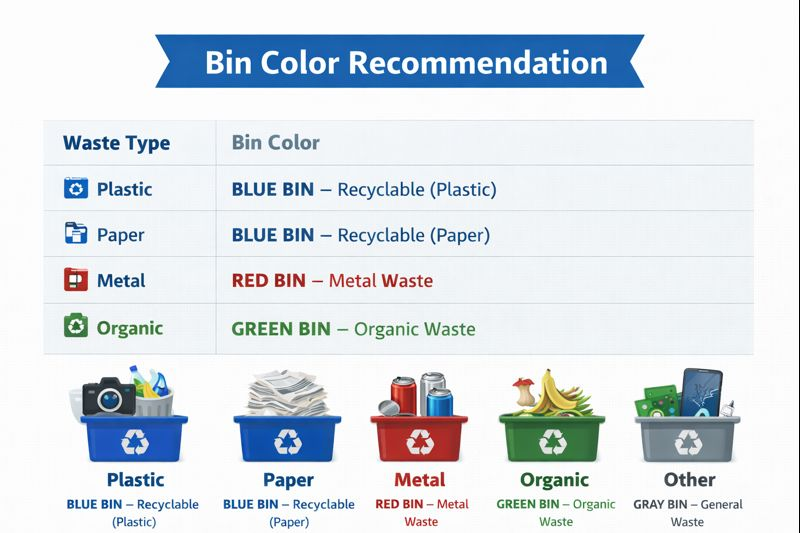 Bin Color Recommendation
Waste Type Bin Color
Plastic BLUE BIN – Recyclable (Plastic)
Paper BLUE BIN – Recyclable (Paper)
Metal RED BIN – Metal Waste
Organic GREEN BIN – Organic Waste
Plastic Paper Metal Organic Other
BLUE BIN – Recyclable BLUE BIN – Recyclable RED BIN – Metal GREEN BIN – Organic GRAY BIN – General
(Plastic) (Paper) Waste Waste Waste